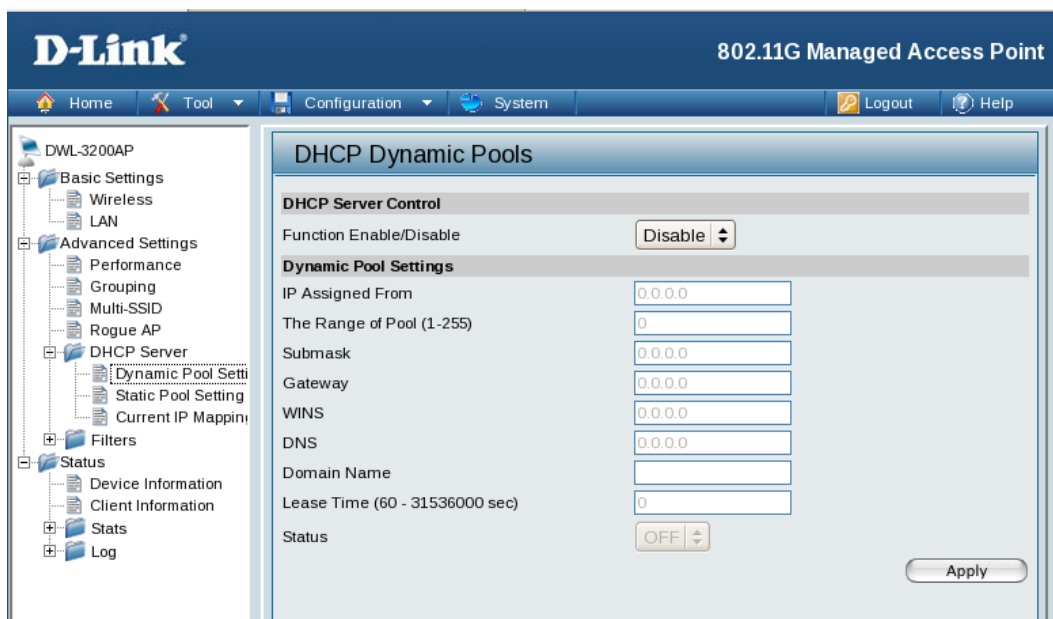 D-Link
802.11G Managed Access Point
Home Tool Configuration System Logout Help
DWL-3200AP
Basic Settings
Wireless
LAN
Advanced Settings
Performance
Grouping
Multi-SSID
Rogue AP
DHCP Server
Dynamic Pool Setti
Static Pool Setting
Current IP Mapping
Filters
Status
Device Information
Client Information
Stats
Log
DHCP Dynamic Pools
DHCP Server Control
Function Enable/Disable Disable
Dynamic Pool Settings
IP Assigned From 0.0.0.0
The Range of Pool (1-255) 0
Submask 0.0.0.0
Gateway 0.0.0.0
WINS 0.0.0.0
DNS 0.0.0.0
Domain Name
Lease Time (60 - 31536000 sec) 0
Status OFF
Apply